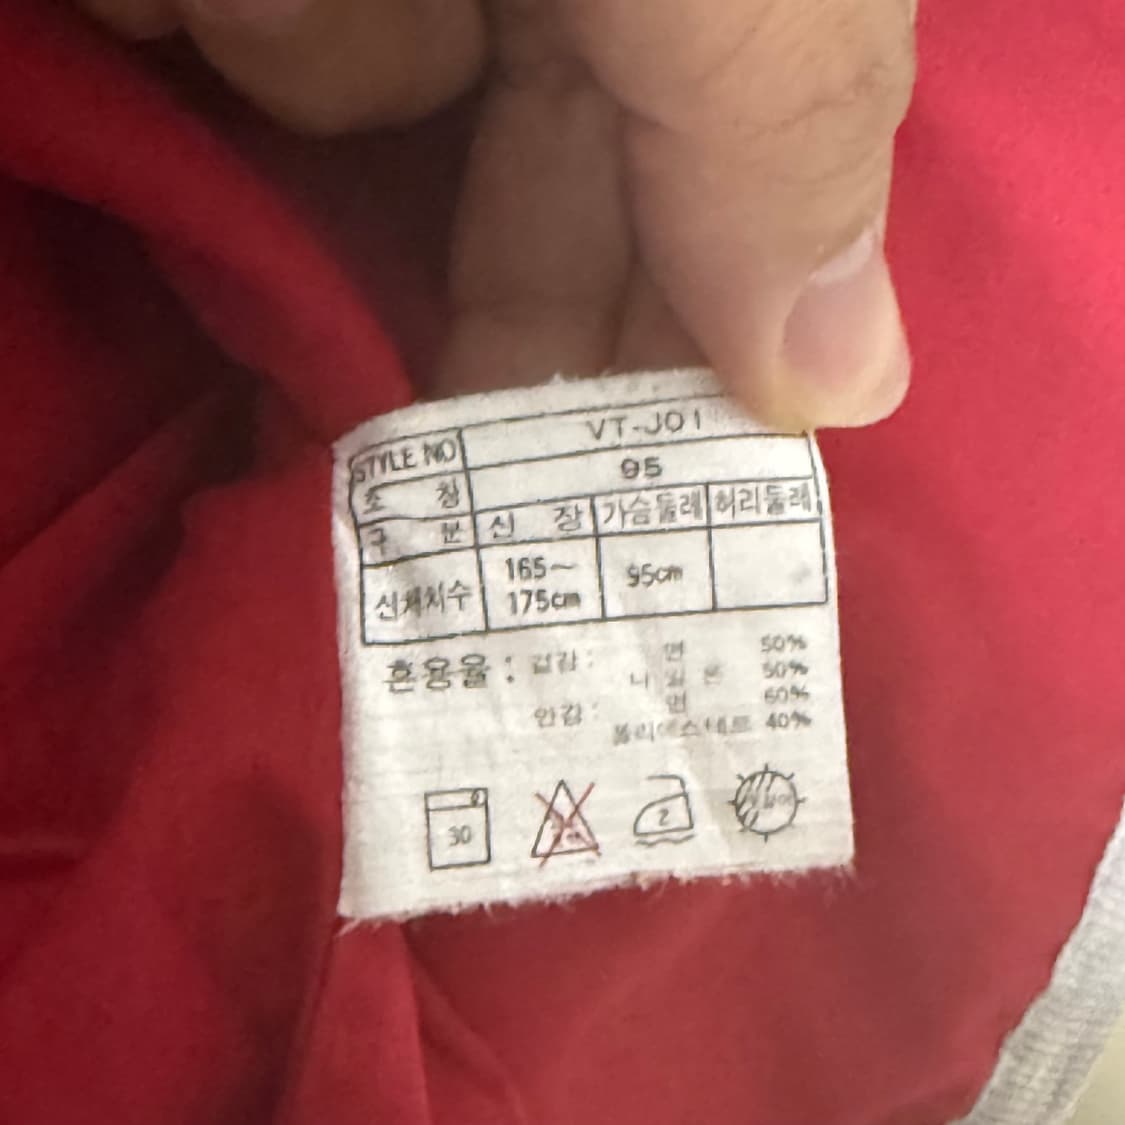 STYLE NO VT-J01
호 칭 95
구 분 신 장 가슴둘레 허리둘레
신체치수 165~175cm 95cm
혼용율 : 겉감 : 면 50%
나 일 론 50%
안감 : 면 60%
폴리에스테르 40%
30 2